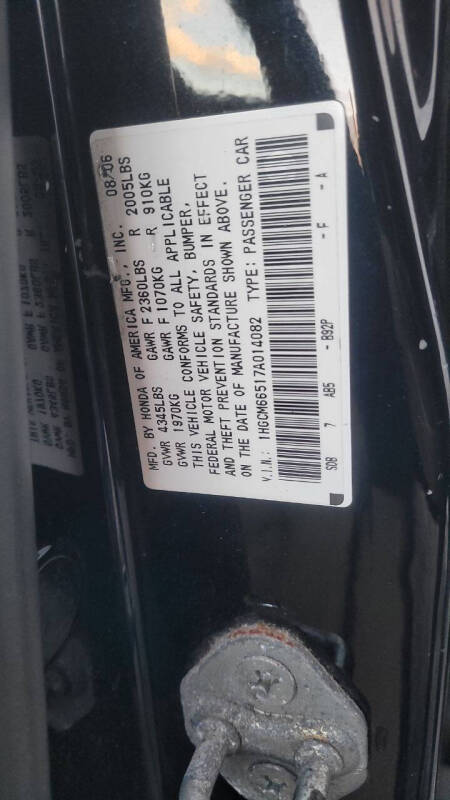 MFD. BY HONDA OF AMERICA MFG., INC. 08/06
GVWR 4345LBS GAWR F 2360LBS R 2005LBS
GVWR 1970KG GAWR F 1070KG R 910KG
THIS VEHICLE CONFORMS TO ALL APPLICABLE
FEDERAL MOTOR VEHICLE SAFETY, BUMPER,
AND THEFT PREVENTION STANDARDS IN EFFECT
ON THE DATE OF MANUFACTURE SHOWN ABOVE.
V.I.N.: 1HGCM66517A014082 TYPE: PASSENGER CAR
SDB 7 AB5 - B92P - F - A